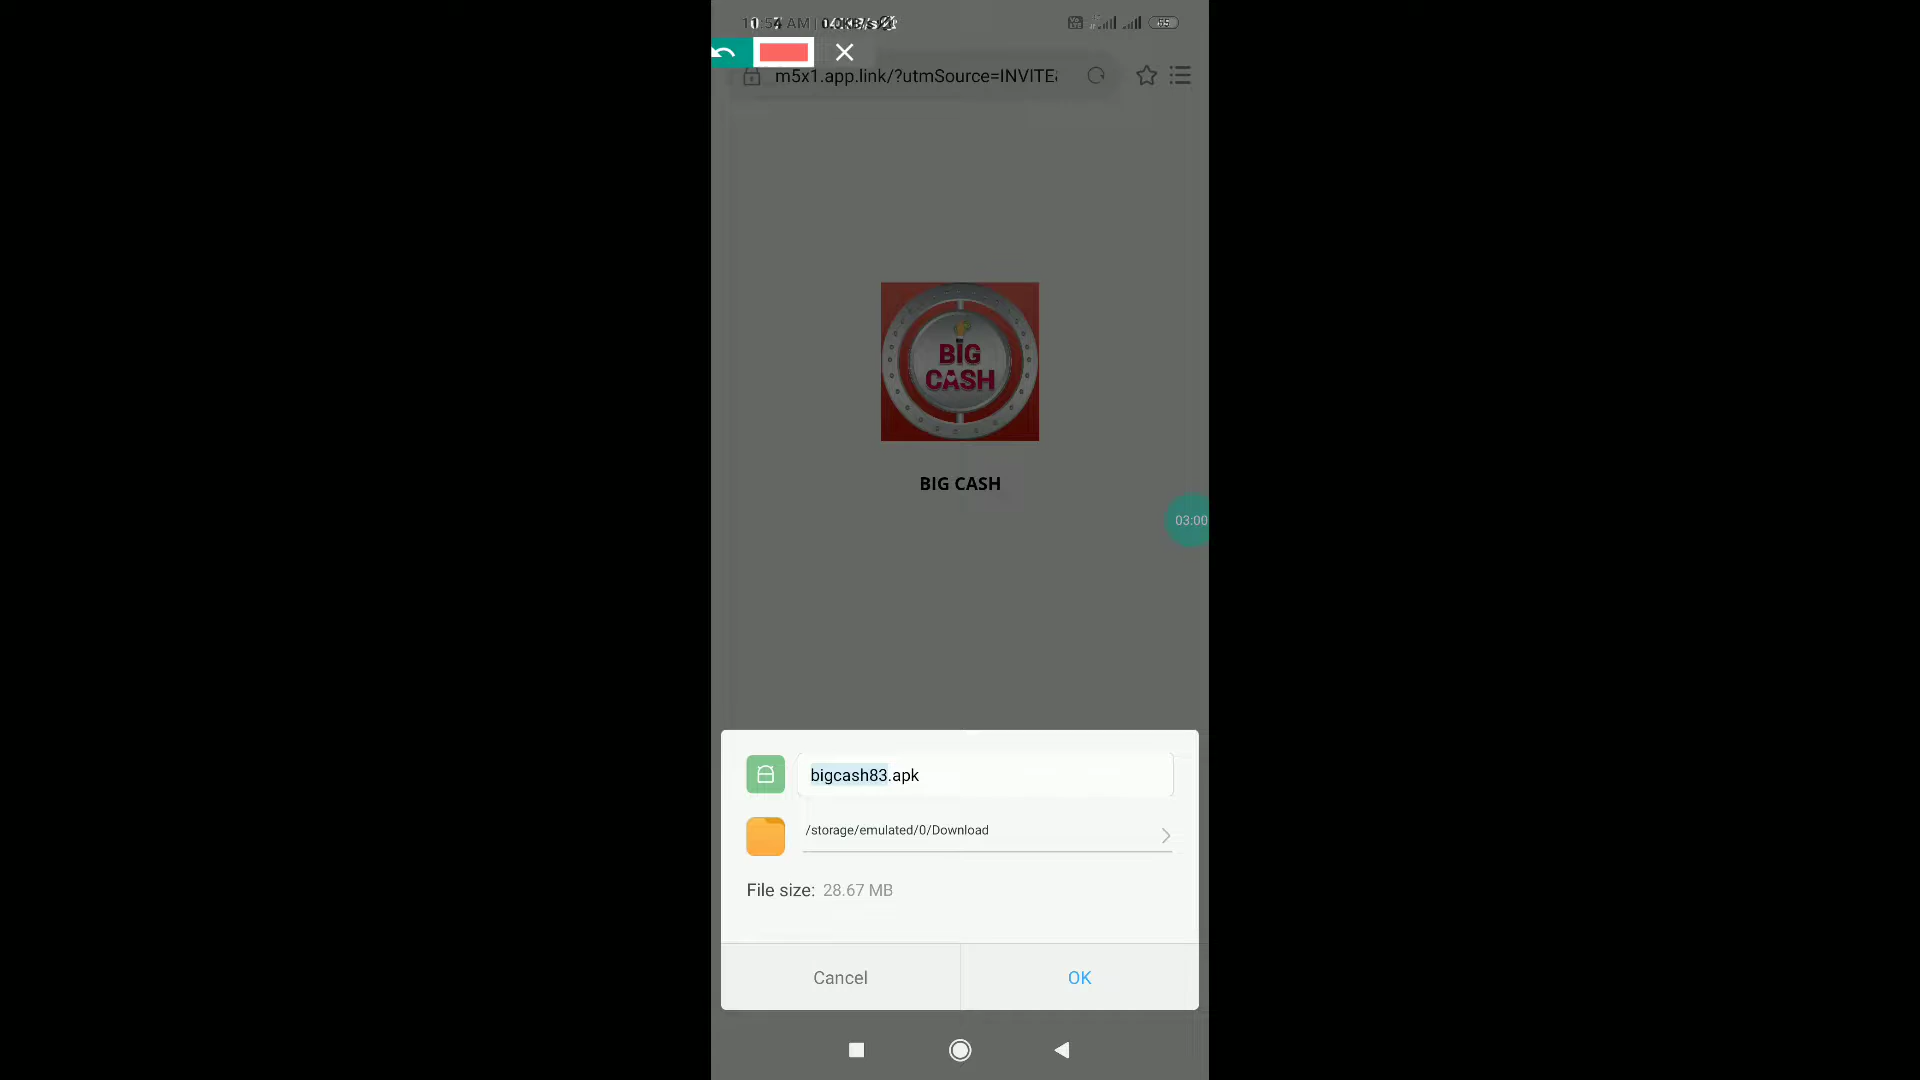 m5x1.app.link/?utmSource=INVITE
BIG
CASH
BIG CASH
03:00
bigcash83.apk
/storage/emulated/0/Download
File size: 28.67 MB
Cancel
OK